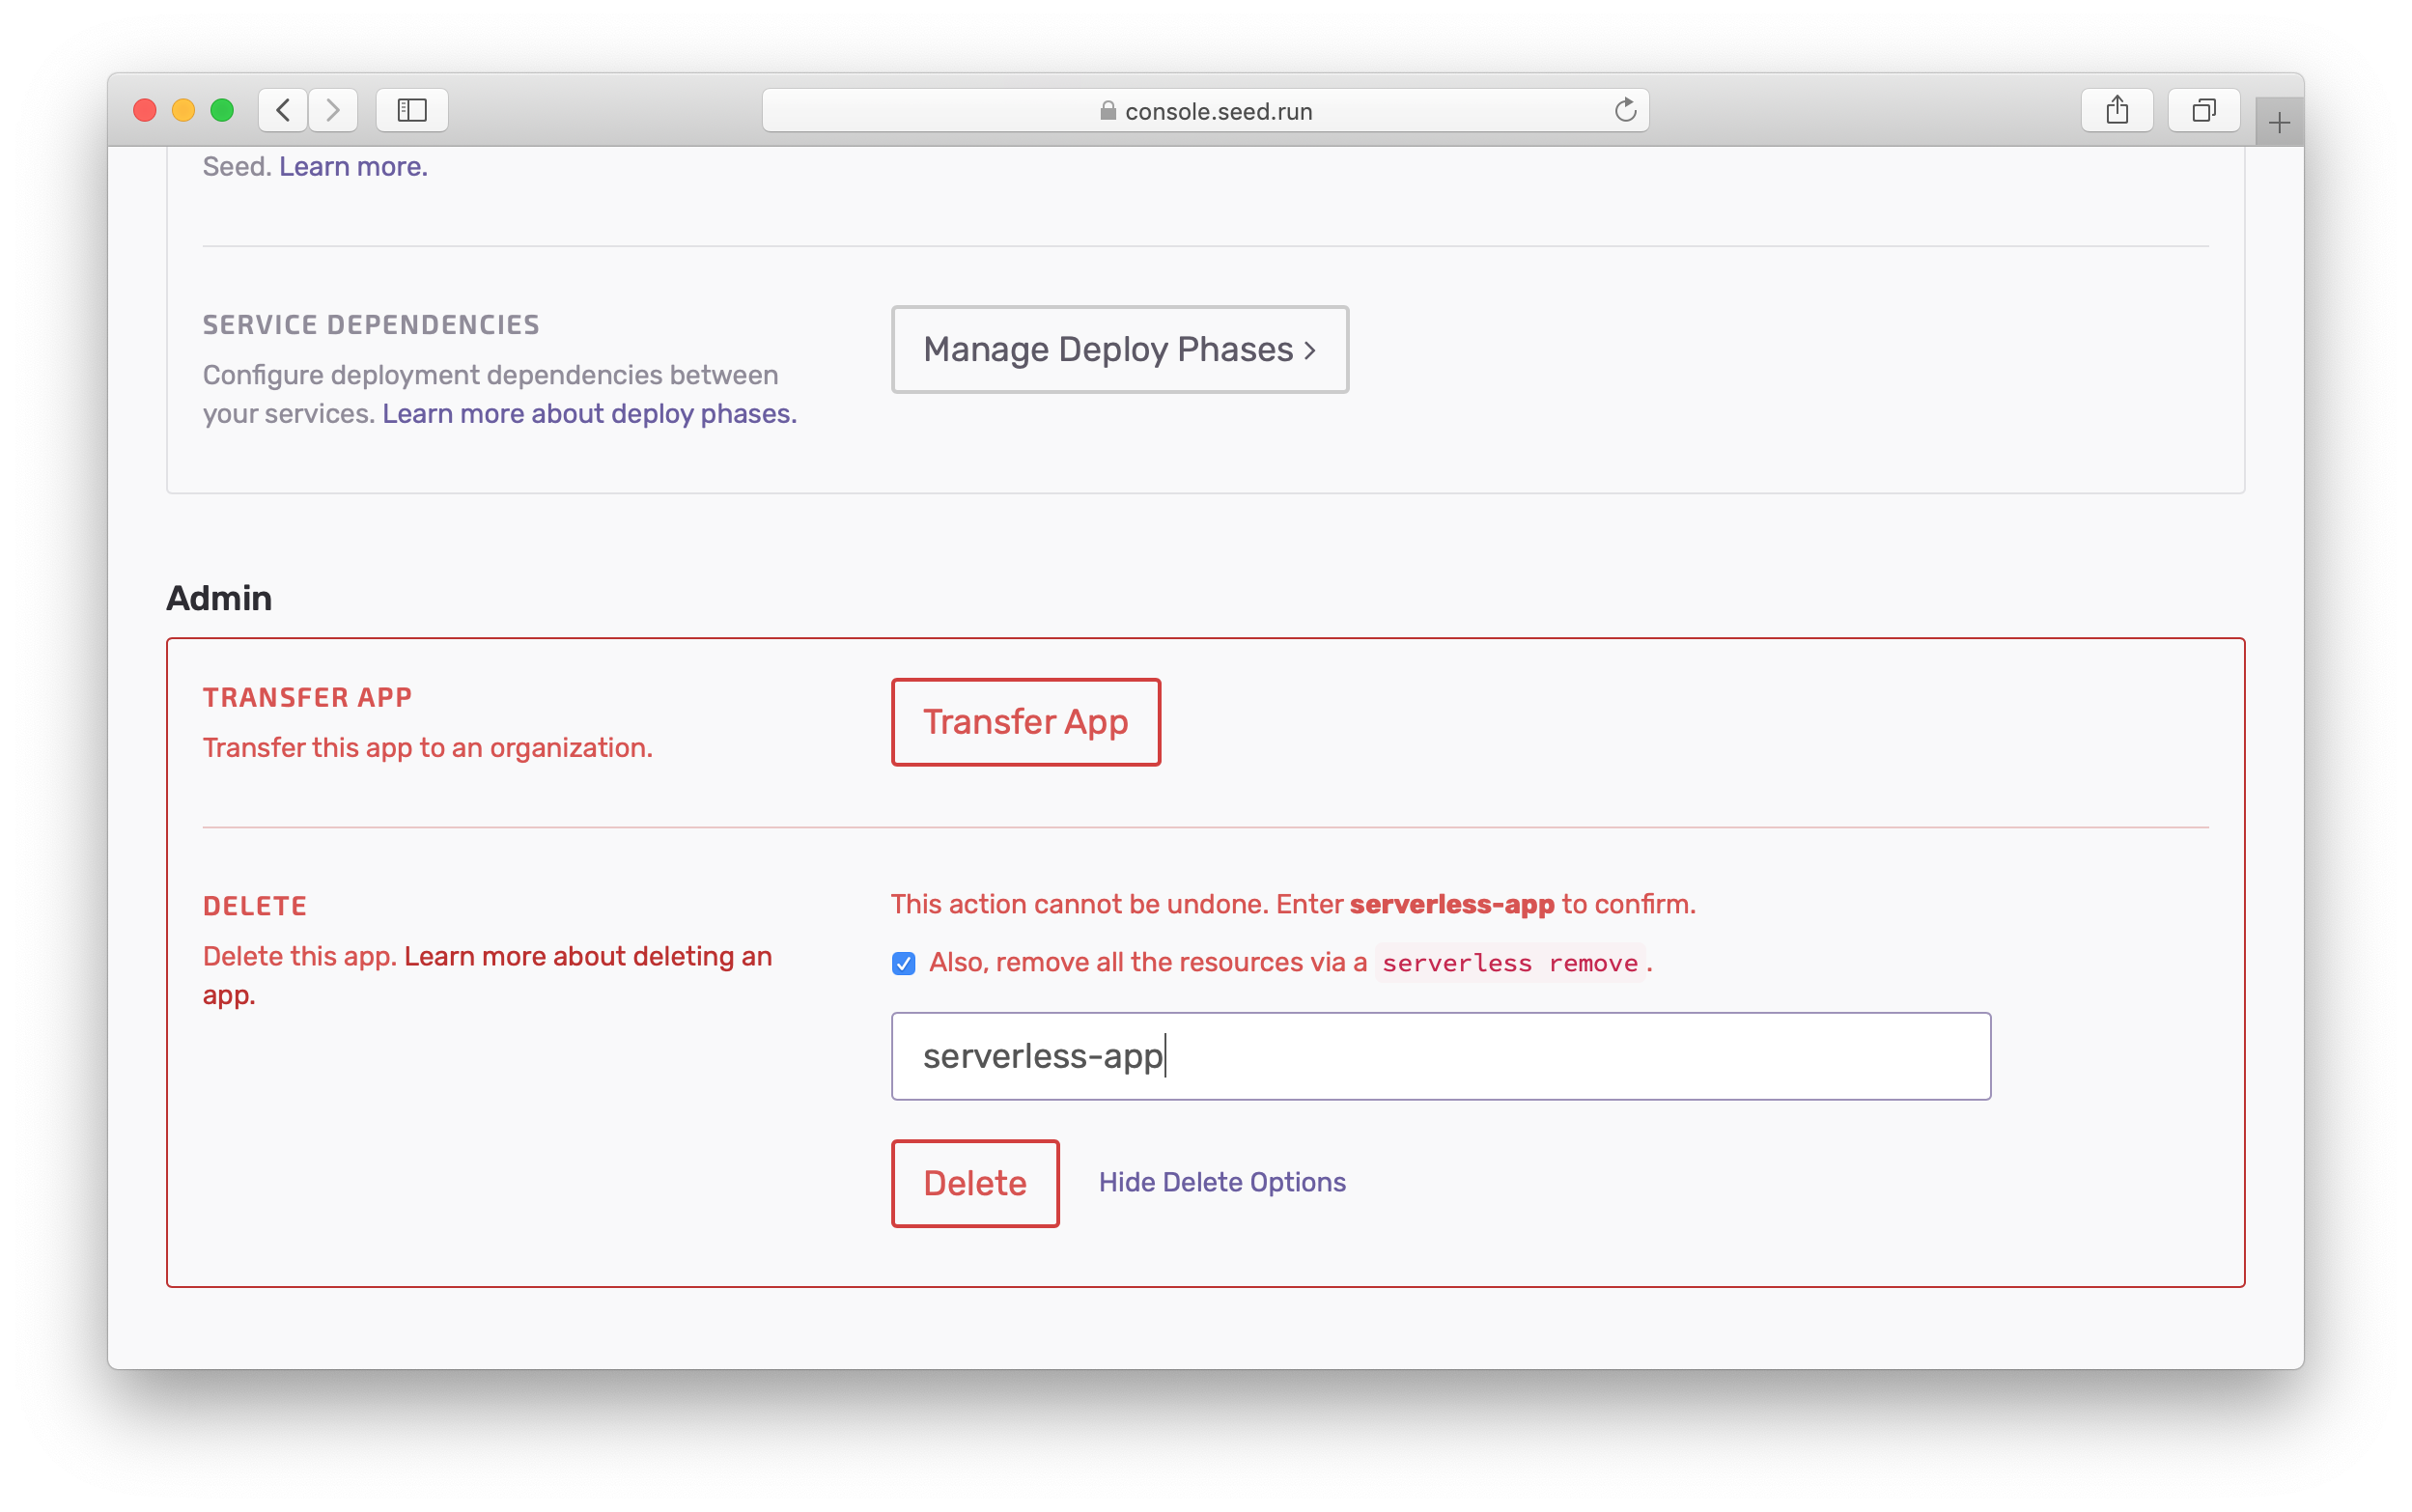 console.seed.run
Seed. Learn more.
SERVICE DEPENDENCIES
Configure deployment dependencies between
your services. Learn more about deploy phases.
Manage Deploy Phases ›
Admin
TRANSFER APP
Transfer this app to an organization.
Transfer App
DELETE
Delete this app. Learn more about deleting an
app.
This action cannot be undone. Enter serverless-app to confirm.
Also, remove all the resources via a serverless remove.
serverless-app
Delete
Hide Delete Options